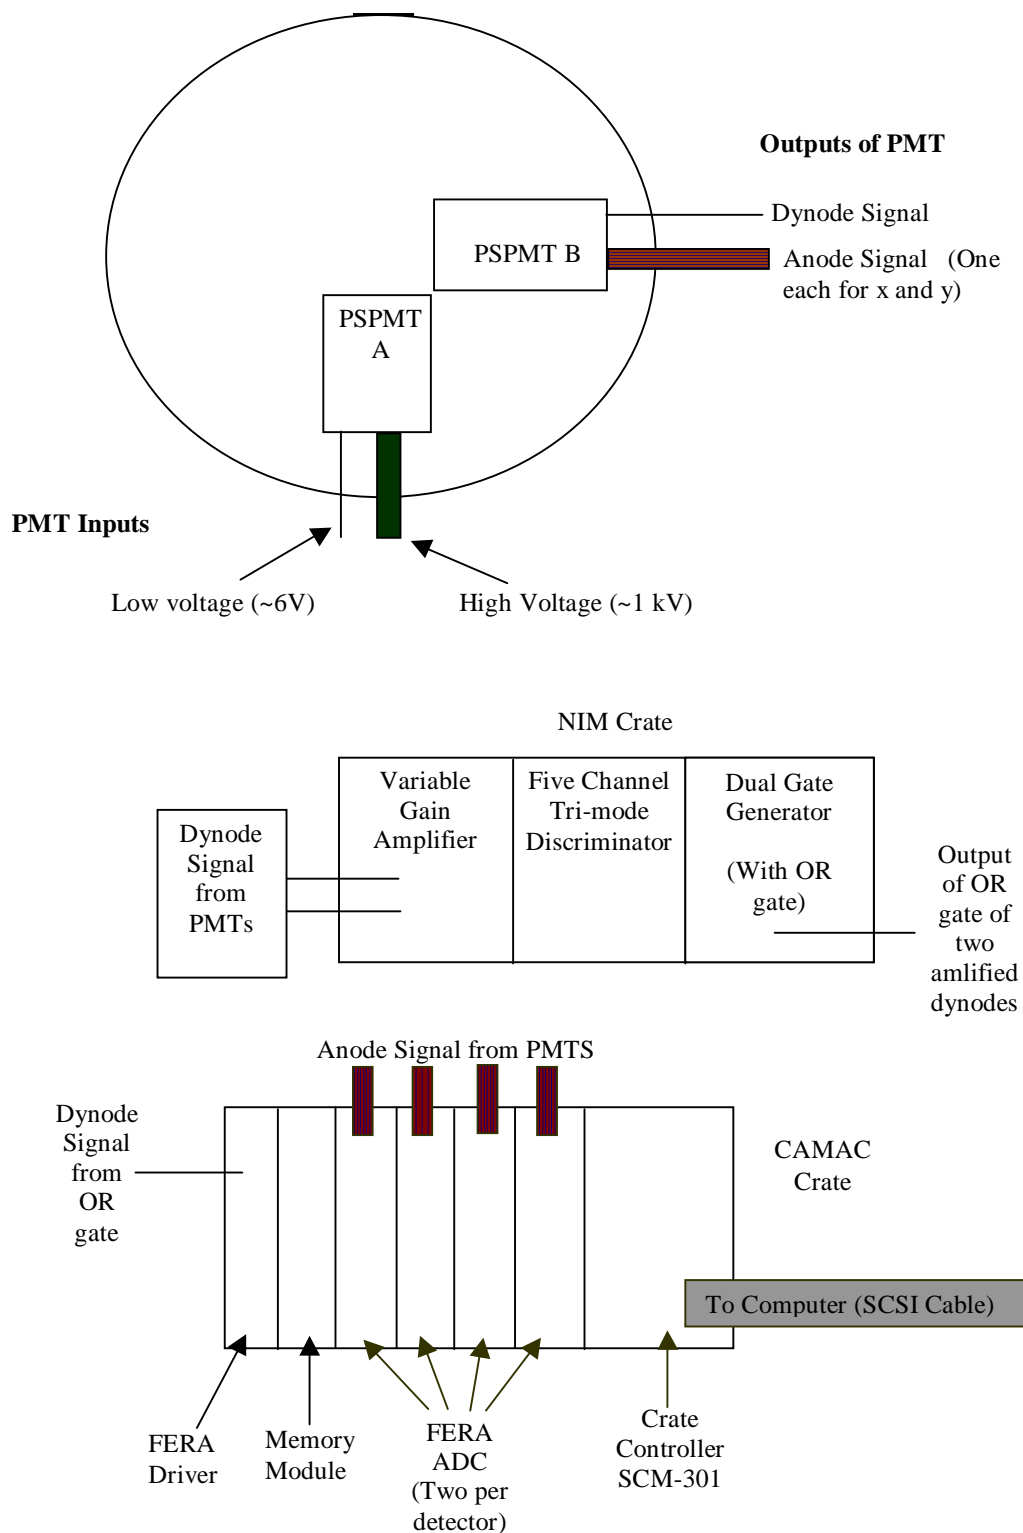 Outputs of PMT
Dynode Signal
PSPMT B
Anode Signal (One
each for x and y)
PSPMT
A
PMT Inputs
Low voltage (~6V)
High Voltage (~1 kV)
NIM Crate
Variable
Gain
Amplifier
Five Channel
Tri-mode
Discriminator
Dual Gate
Generator
(With OR
gate)
Dynode
Signal
from
PMTs
Output
of OR
gate of
two
amlified
dynodes
Anode Signal from PMTS
Dynode
Signal
from
OR
gate
CAMAC
Crate
To Computer (SCSI Cable)
FERA
Driver
Memory
Module
FERA
ADC
(Two per
detector)
Crate
Controller
SCM-301